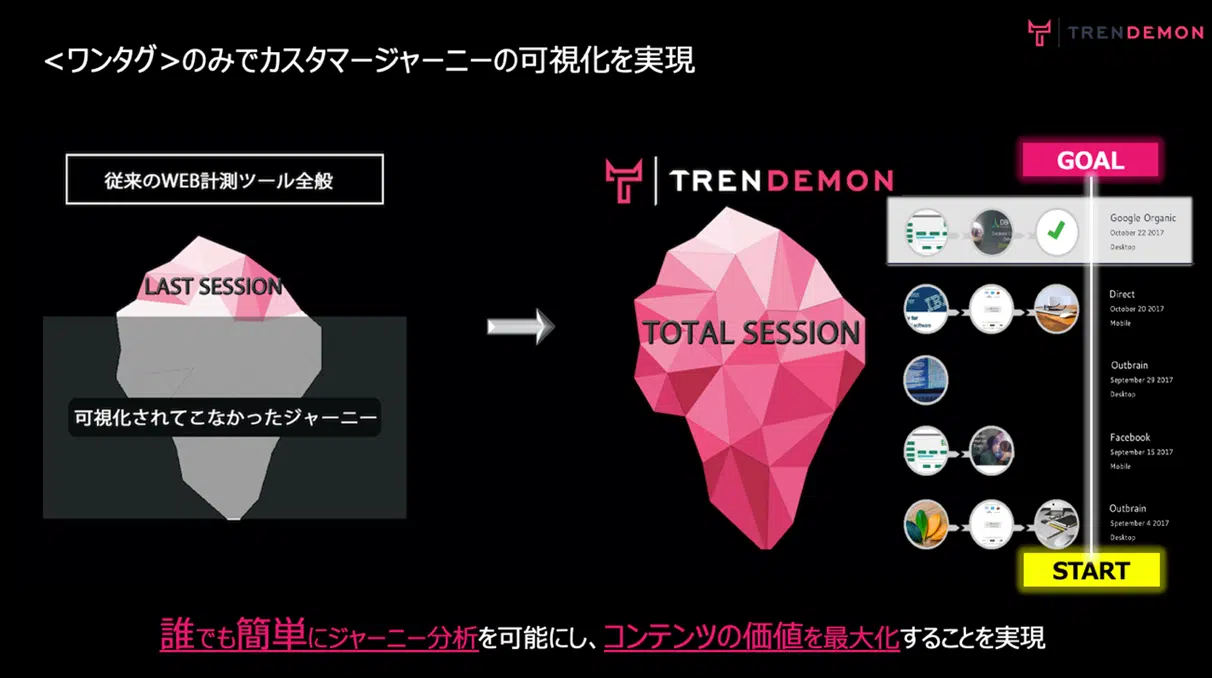 TRENDEMON
<ワンタグ>のみでカスタマージャーニーの可視化を実現
従来のWEB計測ツール全般
LAST SESSION
可視化されてこなかったジャーニー
TRENDEMON
TOTAL SESSION
GOAL
Google Organic
October 22 2017
Desktop
Direct
October 20 2017
Mobile
Outbrain
September 29 2017
Desktop
Facebook
September 15 2017
Mobile
Outbrain
Spetember 4 2017
Desktop
START
誰でも簡単にジャーニー分析を可能にし、コンテンツの価値を最大化することを実現